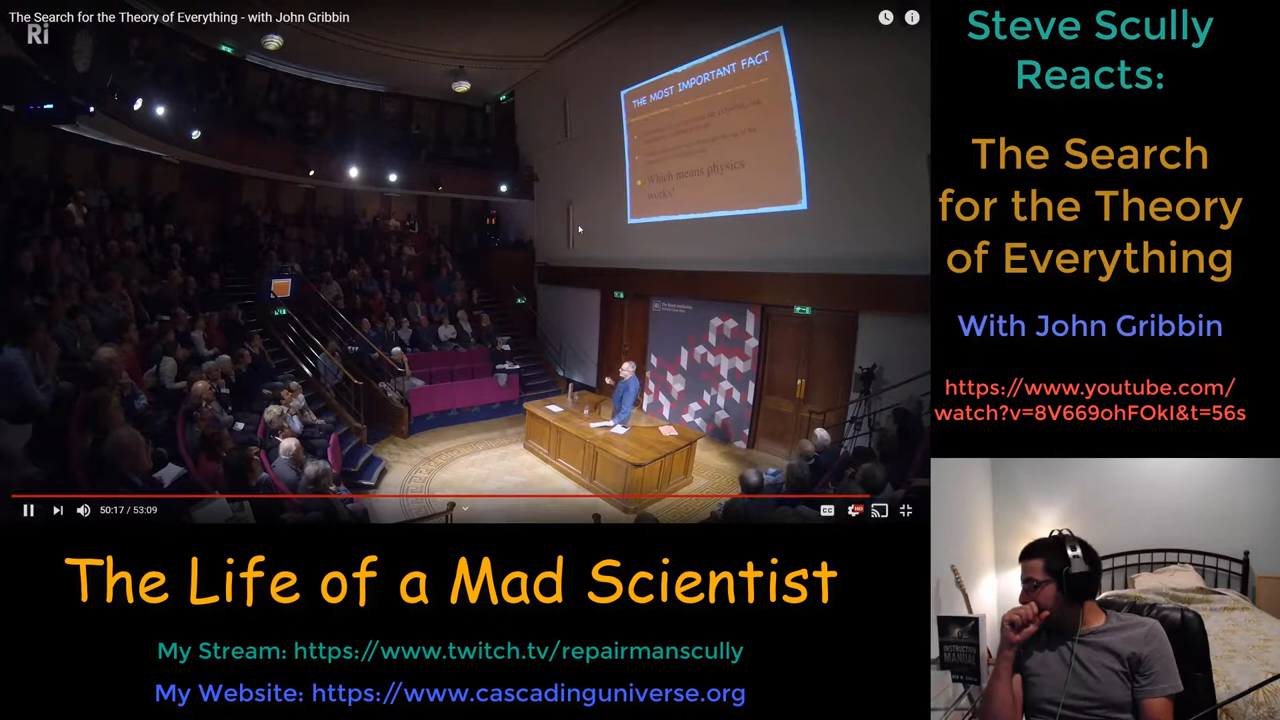 The Search for the Theory of Everything - with John Gribbin
Ri
THE MOST IMPORTANT FACT
Which means physics
works!
50:17 / 53:09
CC
HD
Steve Scully
Reacts:
The Search
for the Theory
of Everything
With John Gribbin
https://www.youtube.com/
watch?v=8V669ohFOkI&t=56s
INSTRUCTION
MANUAL
The Life of a Mad Scientist
My Stream: https://www.twitch.tv/repairmanscully
My Website: https://www.cascadinguniverse.org